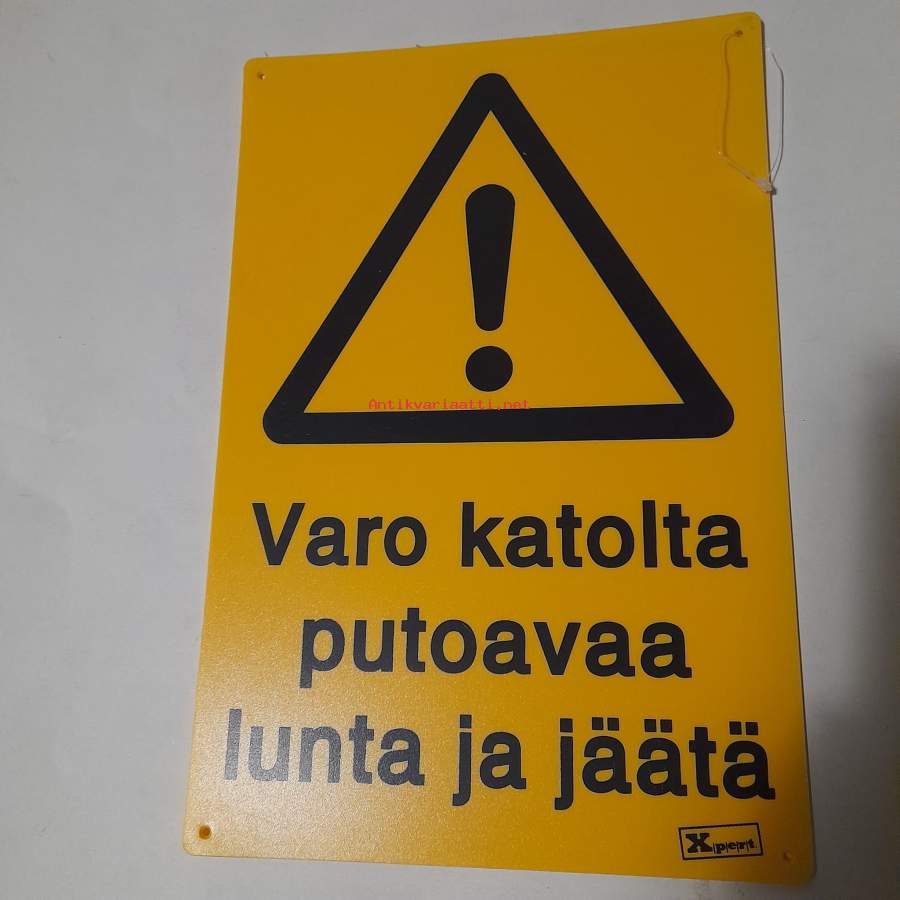 Antikvariaatti.net
Varo katolta
putoavaa
lunta ja jäätä
Xpert